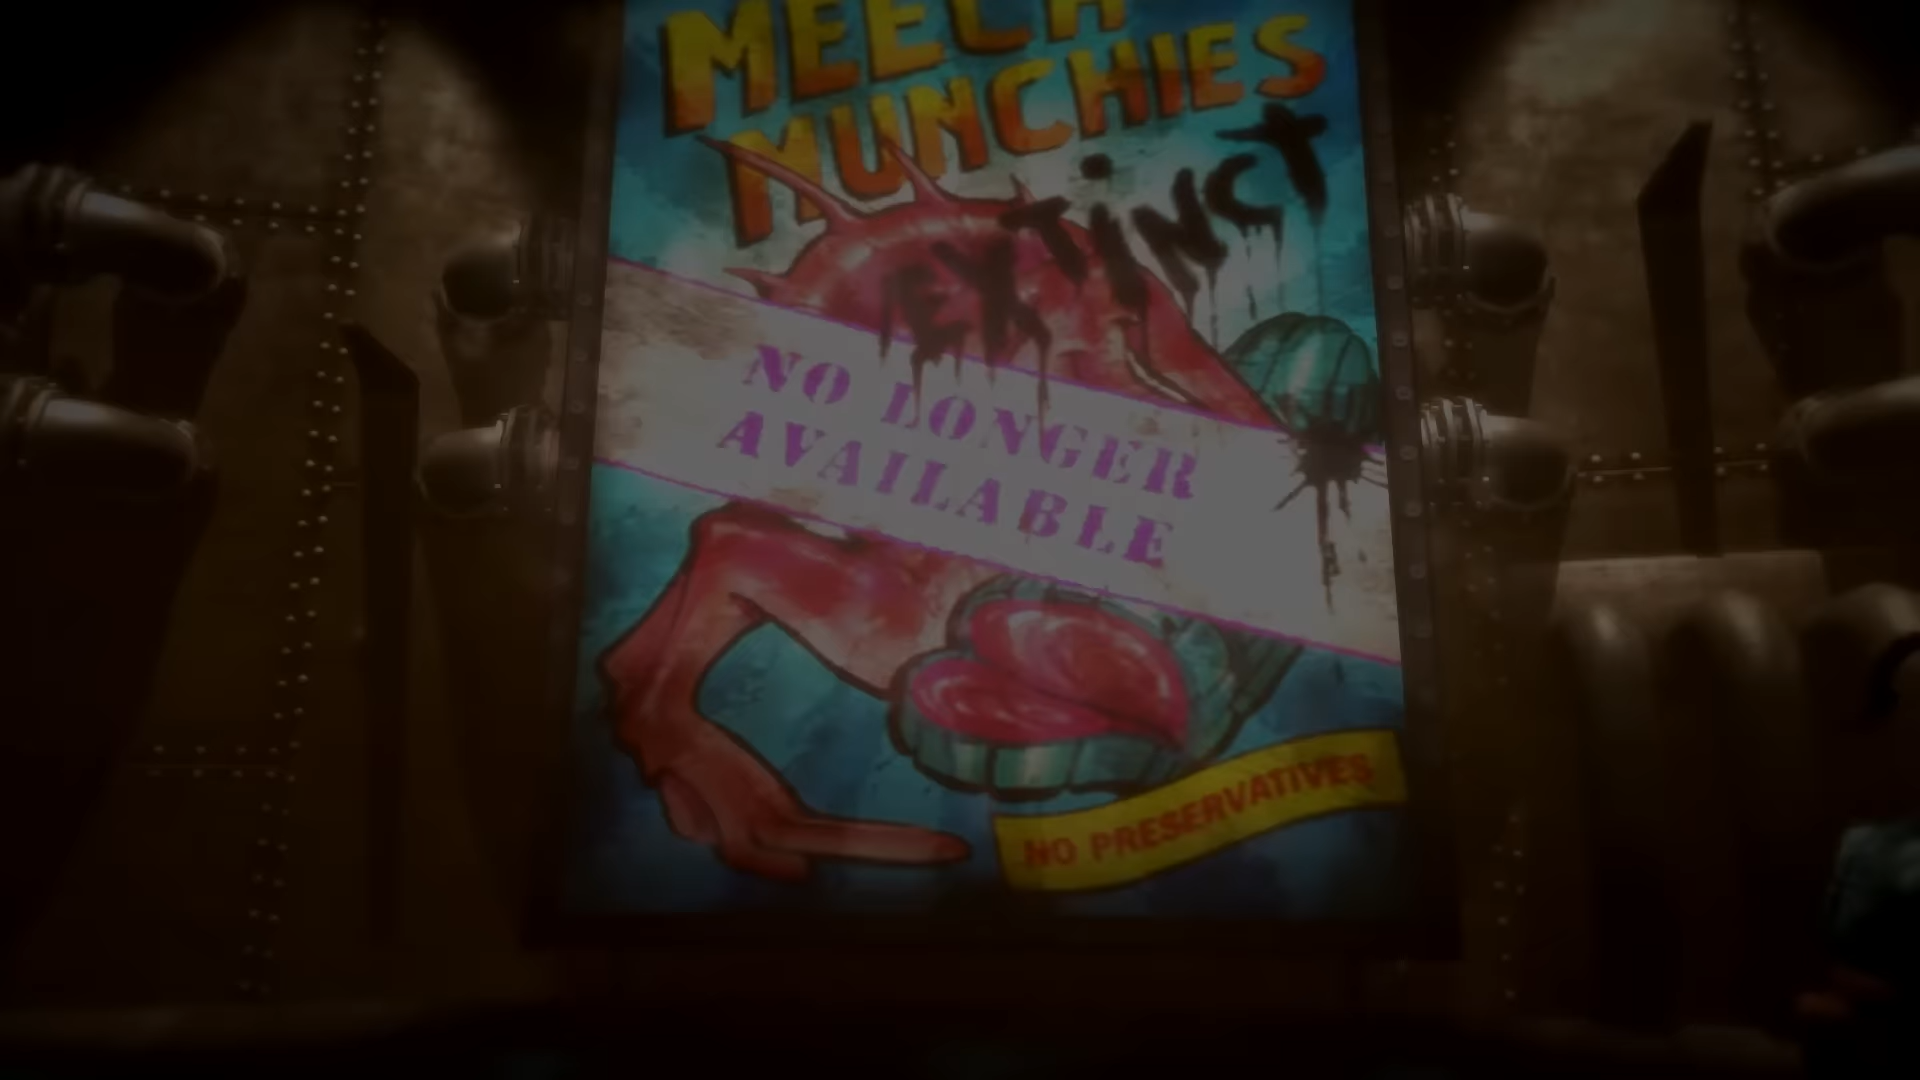 MEECH
MUNCHIES
EXTiNCT
NO LONGER
AVAILABLE
NO PRESERVATIVES